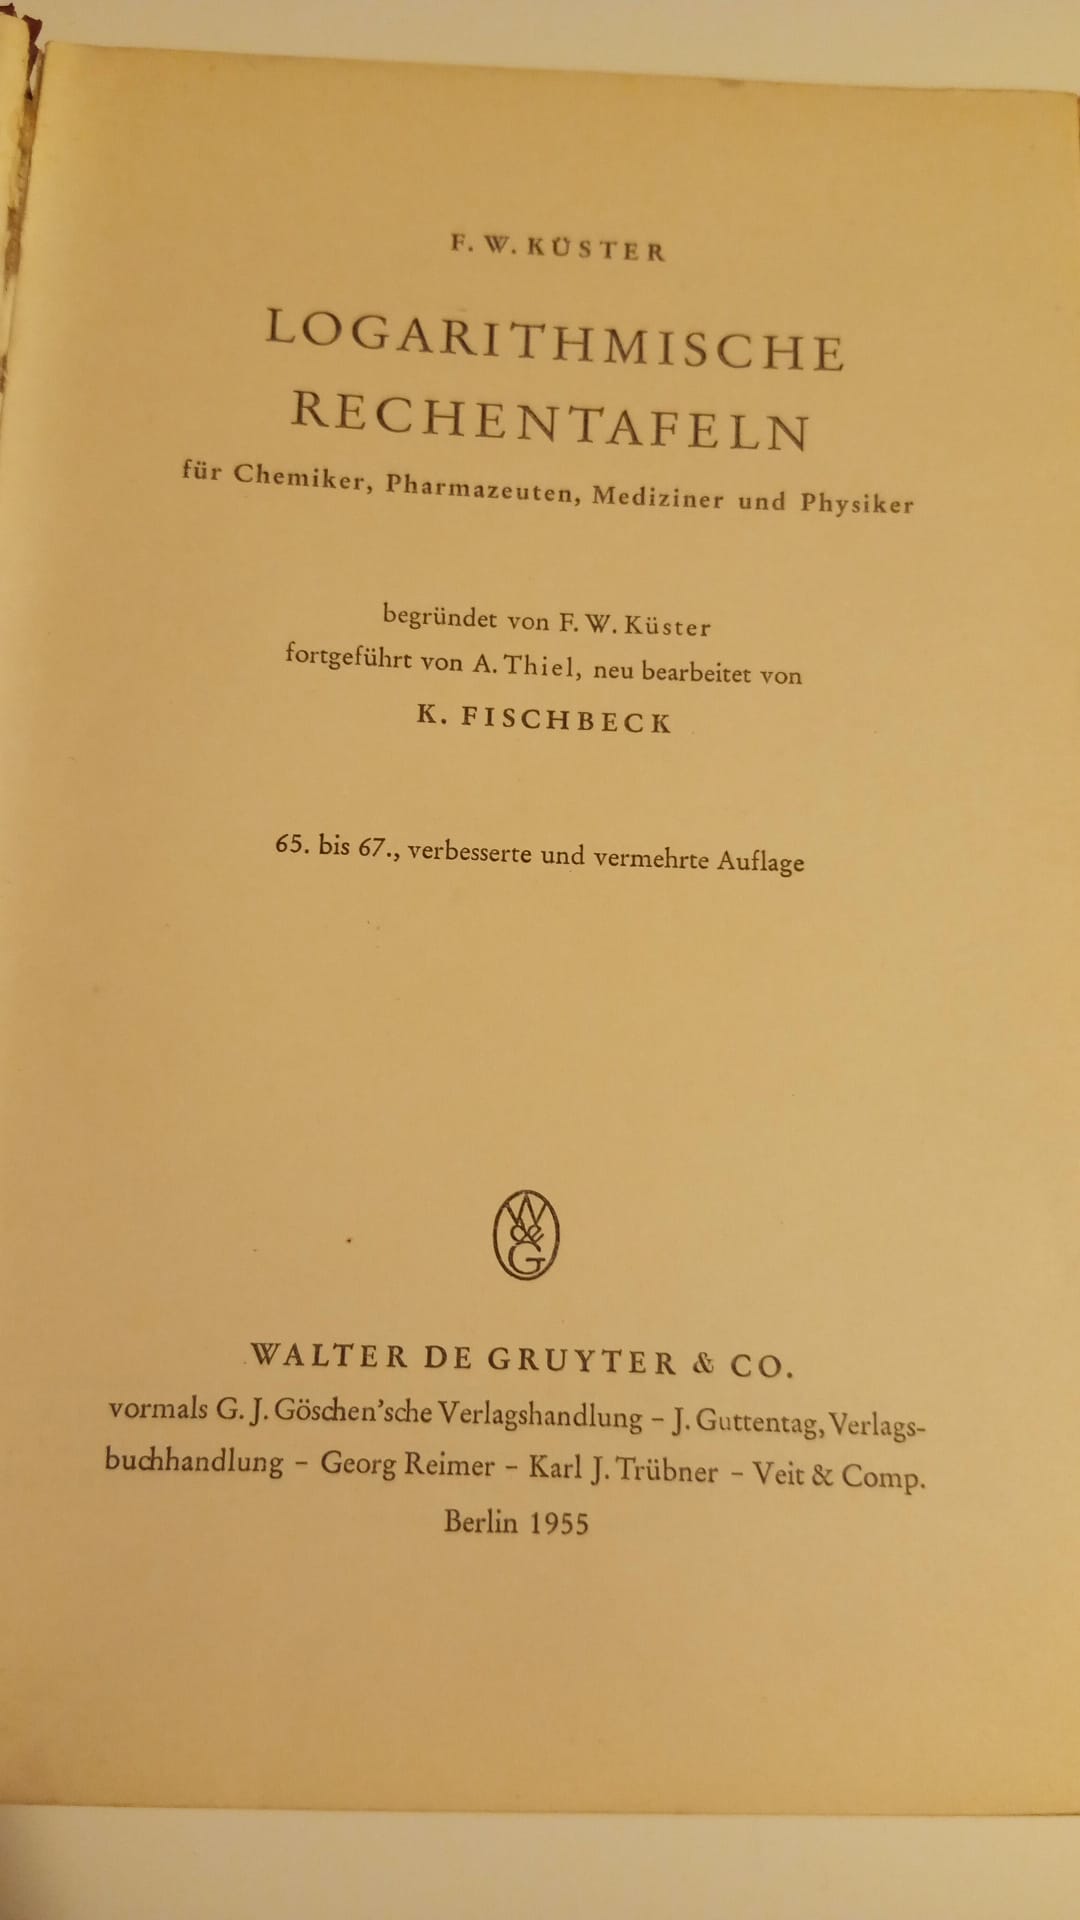 F. W. KÜSTER
LOGARITHMISCHE
RECHENTAFELN
für Chemiker, Pharmazeuten, Mediziner und Physiker
begründet von F. W. Küster
fortgeführt von A. Thiel, neu bearbeitet von
K. FISCHBECK
65. bis 67., verbesserte und vermehrte Auflage
W
de
G
WALTER DE GRUYTER & CO.
vormals G. J. Göschen’sche Verlagshandlung – J. Guttentag, Verlags-
buchhandlung – Georg Reimer – Karl J. Trübner – Veit & Comp.
Berlin 1955